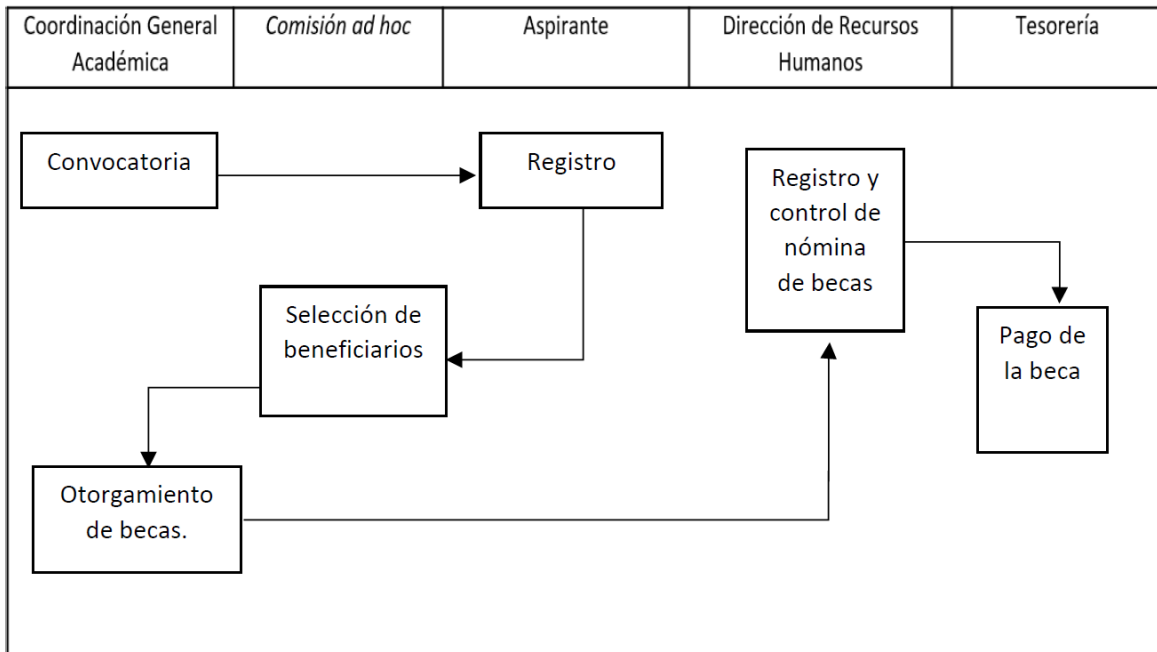 Coordinación General
Académica
Comisión ad hoc
Aspirante
Dirección de Recursos
Humanos
Tesorería
Convocatoria
Registro
Registro y
control de
nómina
de becas
Selección de
beneficiarios
Pago de
la beca
Otorgamiento
de becas.